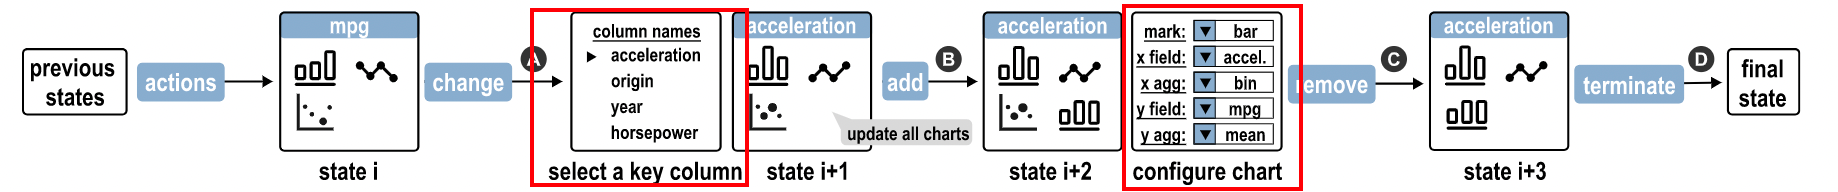 previous
states
actions
mpg
state i
change
A
column names
acceleration
origin
year
horsepower
select a key column
acceleration
update all charts
state i+1
add
B
acceleration
state i+2
mark: bar
x field: accel.
x agg: bin
y field: mpg
y agg: mean
configure chart
remove
C
acceleration
state i+3
terminate
D
final
state